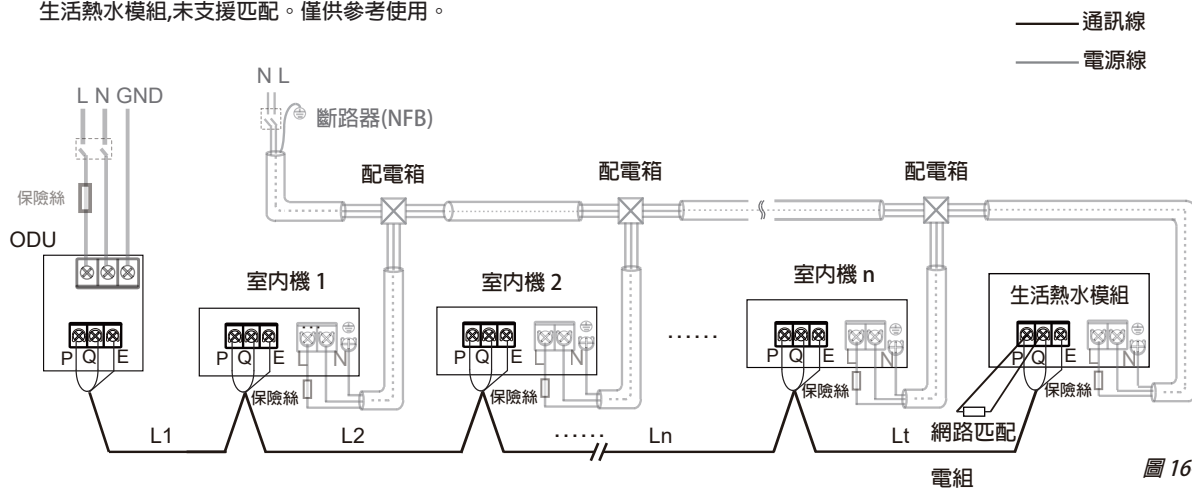 生活熱水模組,未支援匹配。僅供參考使用。
通訊線
電源線
N L
L N GND
斷路器(NFB)
配電箱
配電箱
配電箱
保險絲
ODU
室内機 1
室内機 2
室内機 n
生活熱水模組
P Q E
P Q E L N
P Q E L N
P Q E L N
P Q E L N
......
保險絲
保險絲
保險絲
保險絲
L1
L2
......
Ln
Lt
網路匹配
電組
圖 16